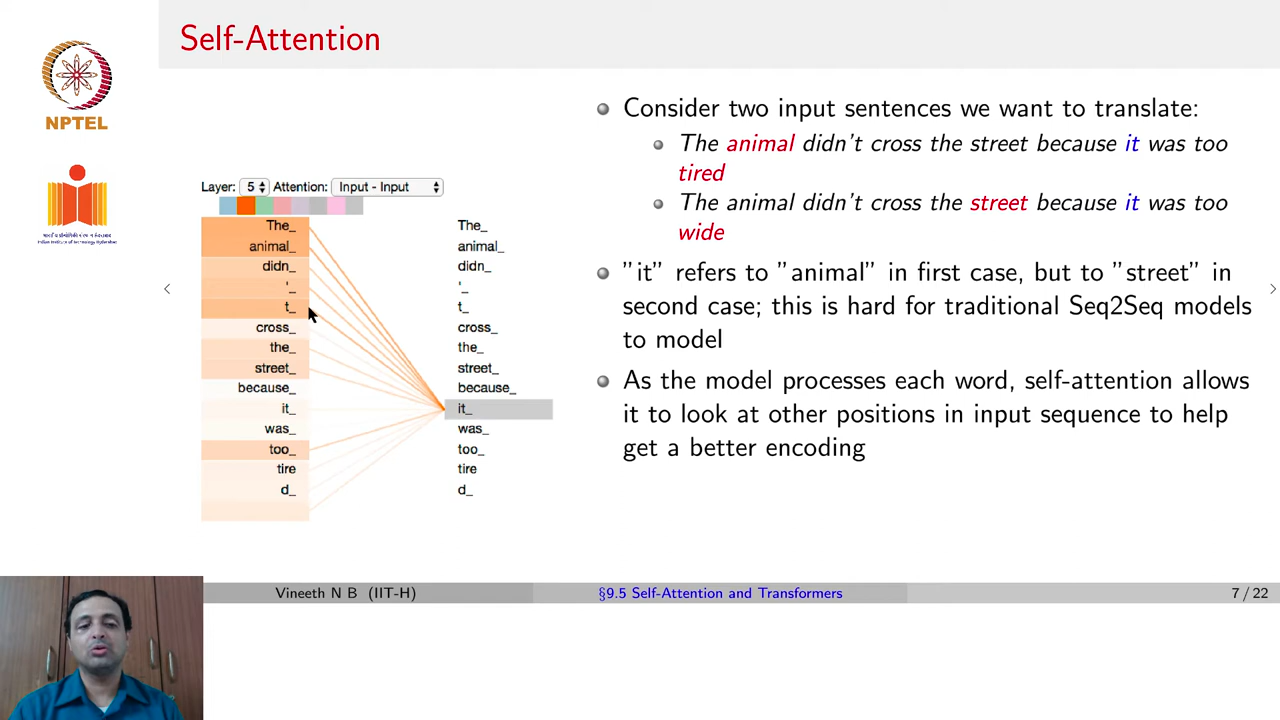 Self-Attention
NPTEL
Consider two input sentences we want to translate:
The animal didn't cross the street because it was too
tired
The animal didn't cross the street because it was too
wide
"it" refers to "animal" in first case, but to "street" in
second case; this is hard for traditional Seq2Seq models
to model
As the model processes each word, self-attention allows
it to look at other positions in input sequence to help
get a better encoding
Layer: 5 Attention: Input - Input
The_ The_
animal_ animal_
didn_ didn_
'_ '_
t_ t_
cross_ cross_
the_ the_
street_ street_
because_ because_
it_ it_
was_ was_
too_ too_
tire tire
d_ d_
Vineeth N B (IIT-H) §9.5 Self-Attention and Transformers 7 / 22